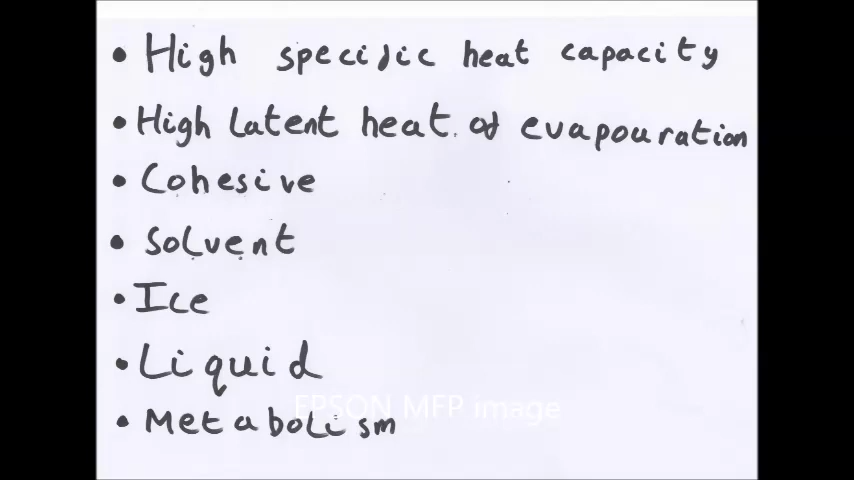 • High specific heat capacity
• High latent heat of evapouration
• Cohesive
• Solvent
• Ice
• Liquid
EPSON MFP image
• Metabolism